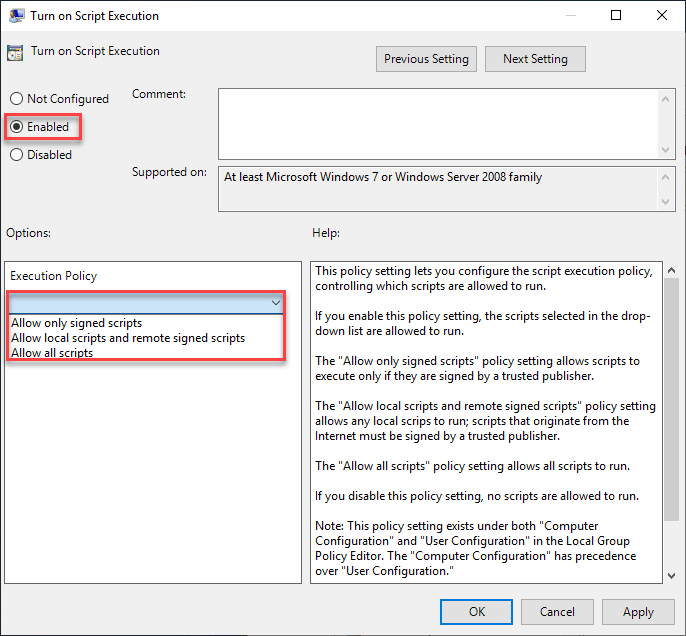 Turn on Script Execution
Turn on Script Execution
Previous Setting
Next Setting
Not Configured
Enabled
Disabled
Comment:
Supported on:
At least Microsoft Windows 7 or Windows Server 2008 family
Options:
Help:
Execution Policy
Allow only signed scripts
Allow local scripts and remote signed scripts
Allow all scripts
This policy setting lets you configure the script execution policy,
controlling which scripts are allowed to run.
If you enable this policy setting, the scripts selected in the drop-
down list are allowed to run.
The "Allow only signed scripts" policy setting allows scripts to
execute only if they are signed by a trusted publisher.
The "Allow local scripts and remote signed scripts" policy setting
allows any local scrips to run; scripts that originate from the
Internet must be signed by a trusted publisher.
The "Allow all scripts" policy setting allows all scripts to run.
If you disable this policy setting, no scripts are allowed to run.
Note: This policy setting exists under both "Computer
Configuration" and "User Configuration" in the Local Group
Policy Editor. The "Computer Configuration" has precedence
over "User Configuration."
OK
Cancel
Apply